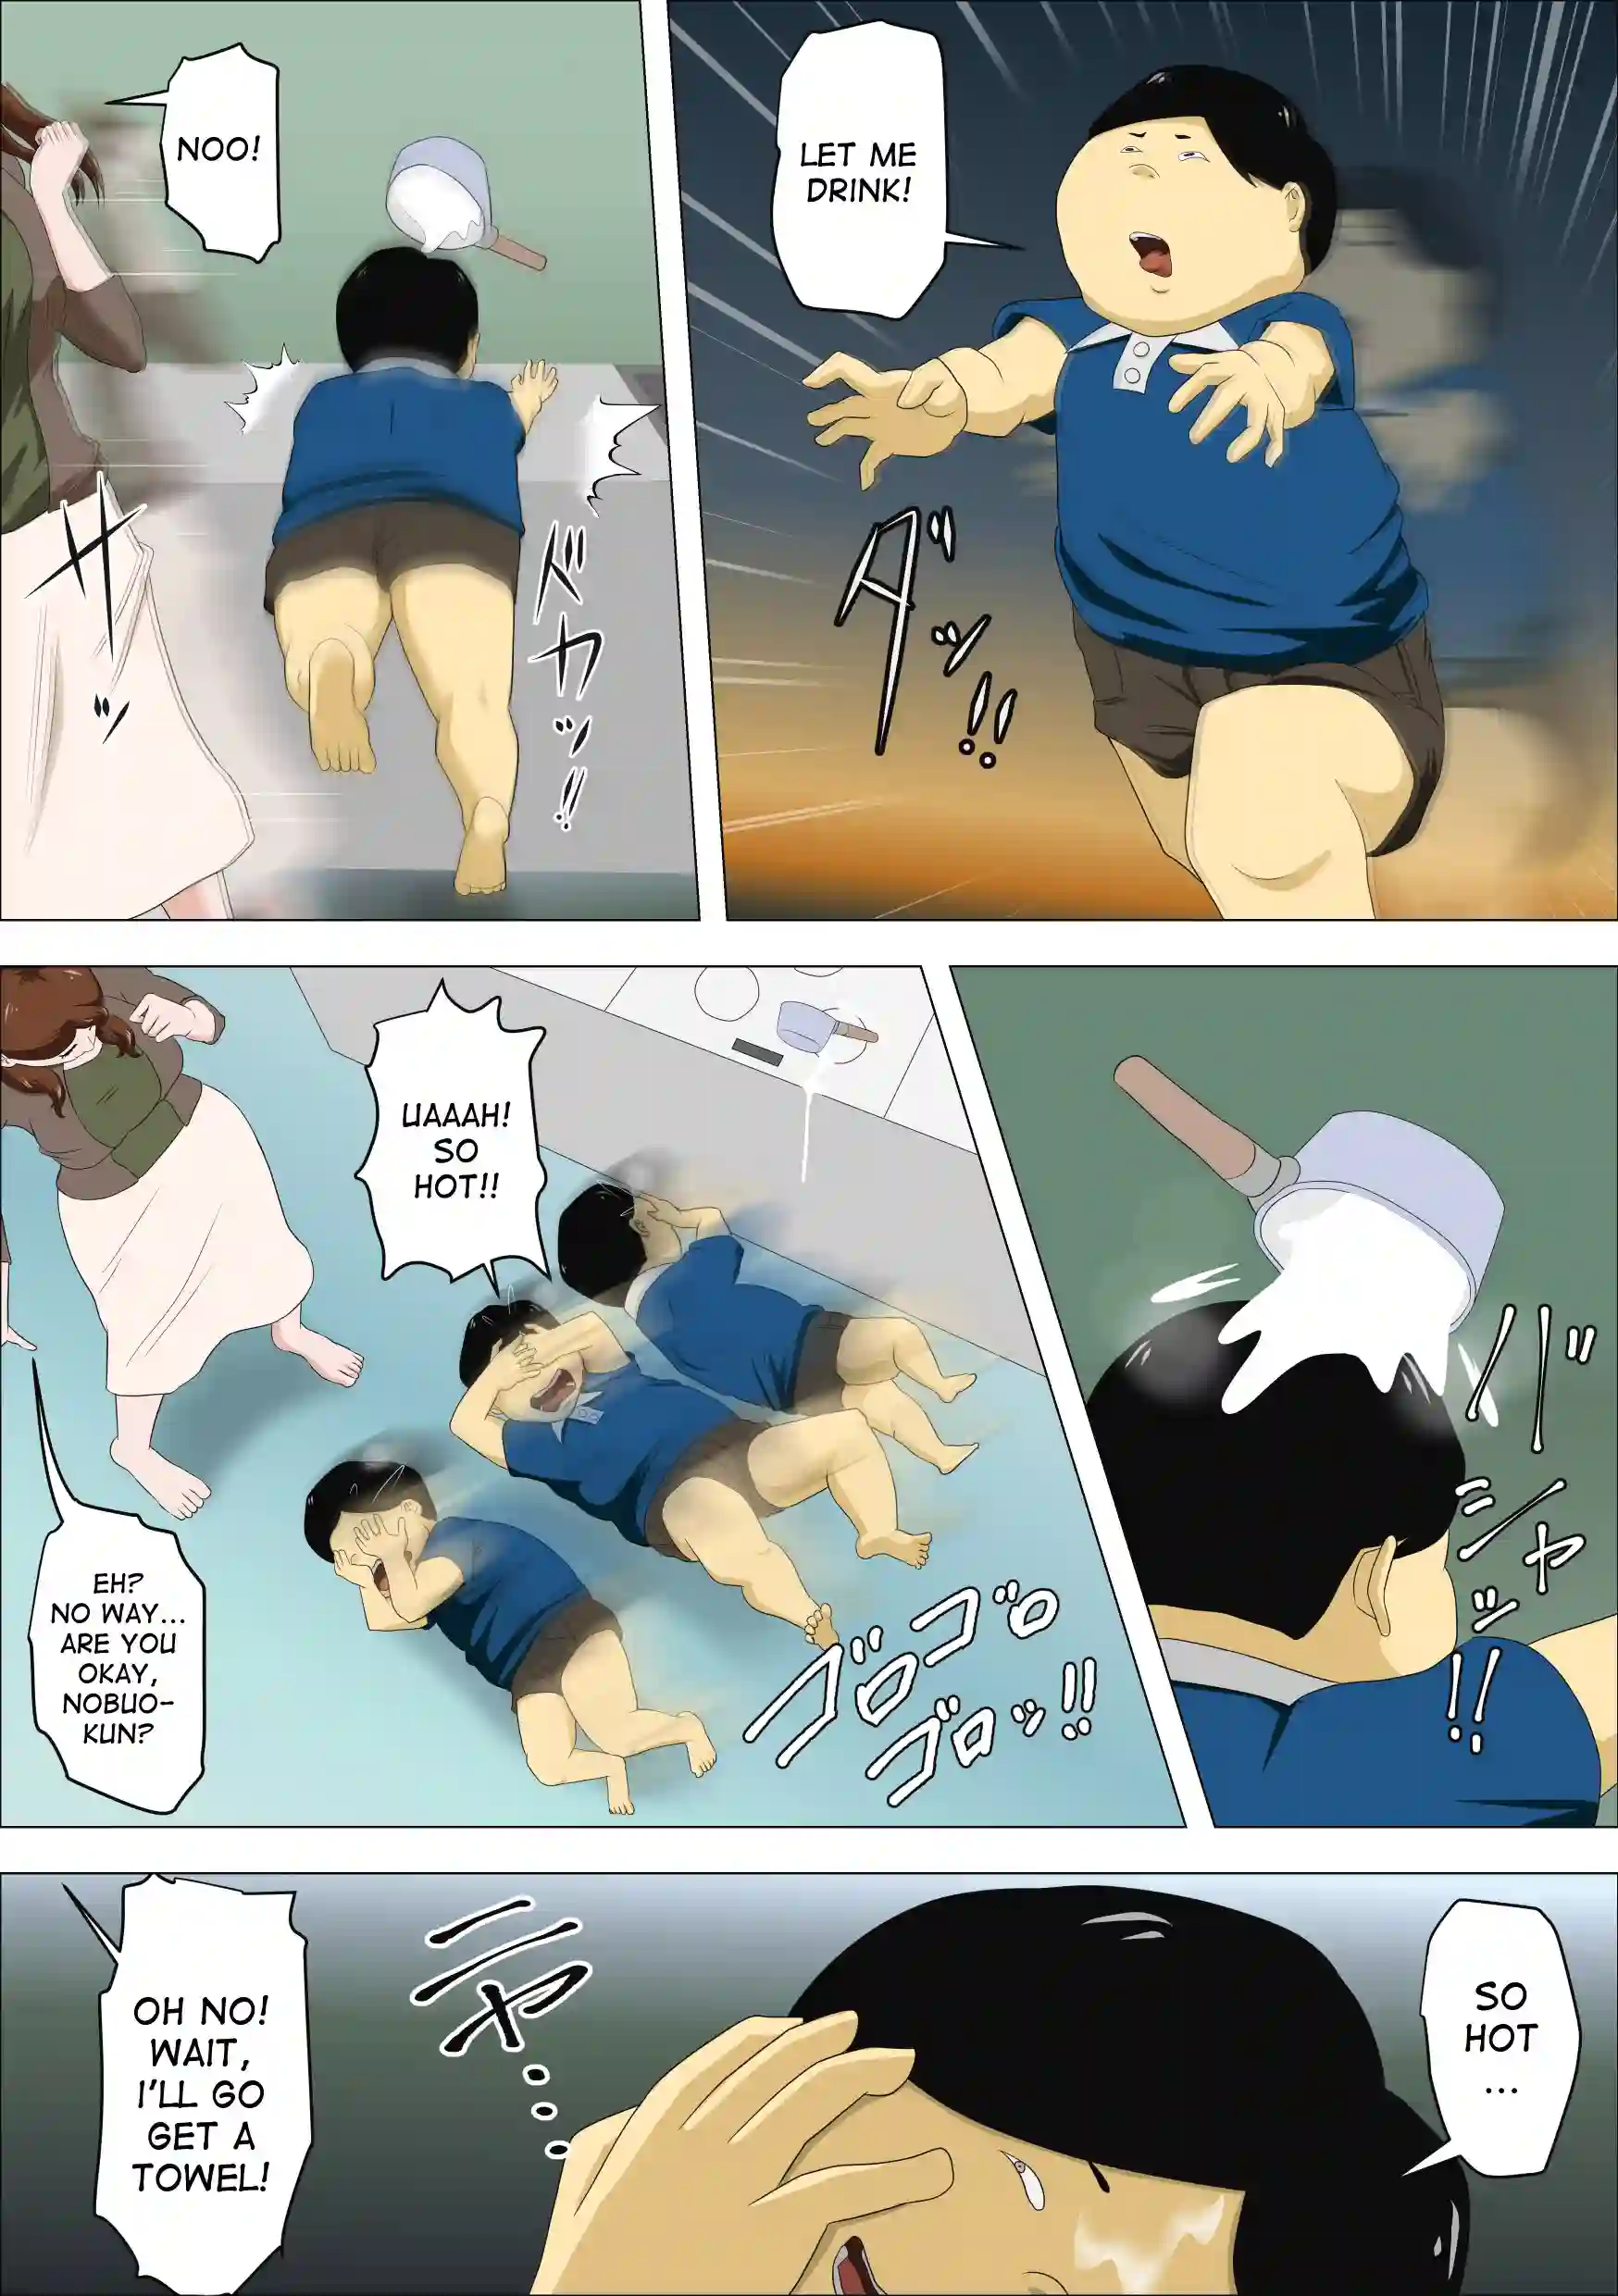 LET ME
DRINK!
ダッ!!
NOO!
サッ
ドカッ!!
バシャッ!!
UAAAH!
SO
HOT!!
ゴロゴロ
ゴロッ!!
EH?
NO WAY...
ARE YOU
OKAY,
NOBUO-
KUN?
SO
HOT
...
ニヤ...
OH NO!
WAIT,
I'LL GO
GET A
TOWEL!